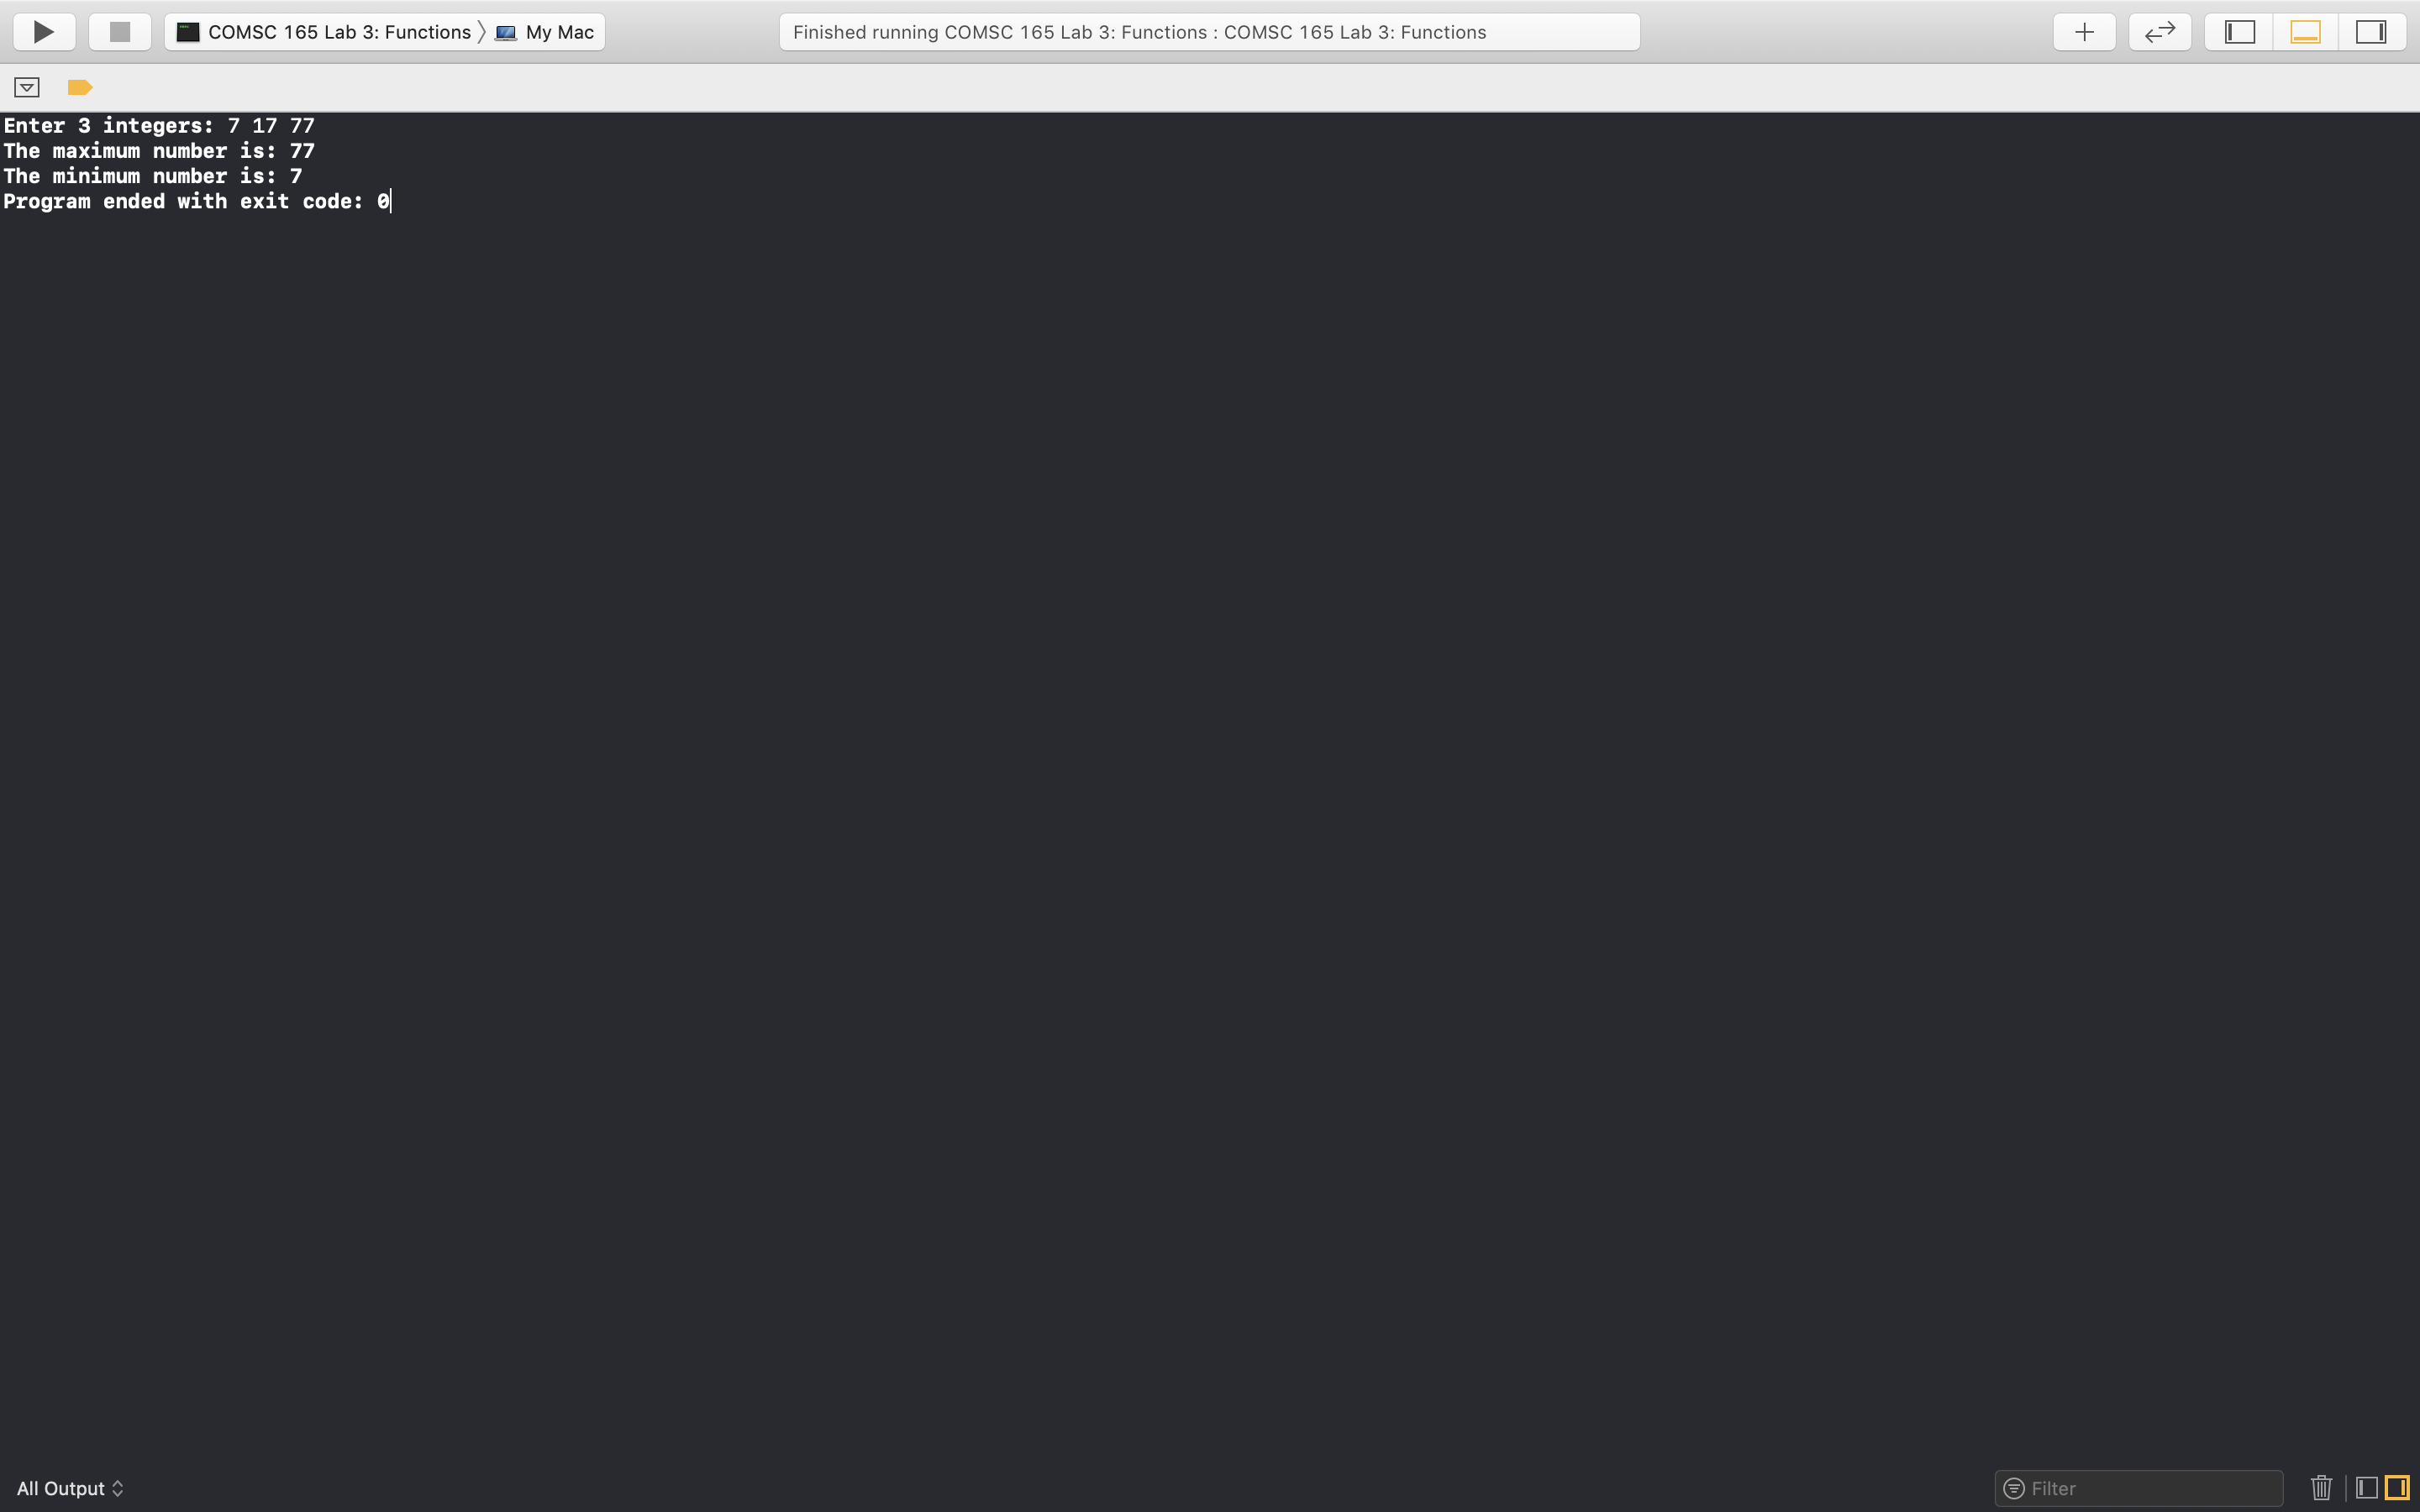 COMSC 165 Lab 3: Functions 〉 My Mac
Finished running COMSC 165 Lab 3: Functions : COMSC 165 Lab 3: Functions
Enter 3 integers: 7 17 77
The maximum number is: 77
The minimum number is: 7
Program ended with exit code: 0
All Output
Filter